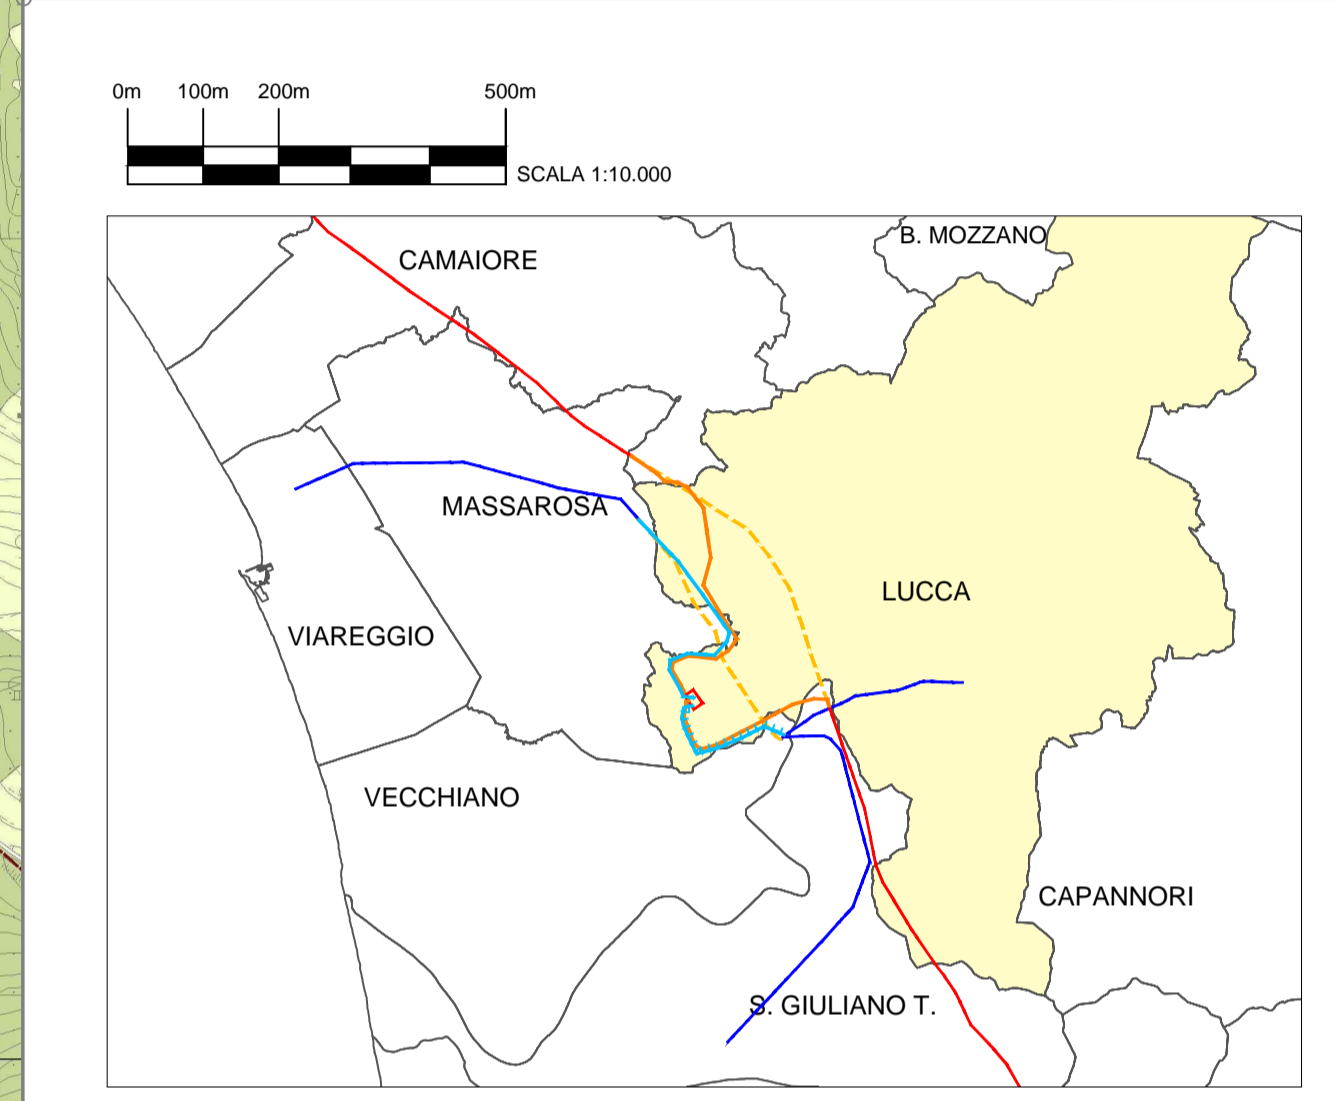 0m 100m 200m 500m
SCALA 1:10.000
B. MOZZANO
CAMAIORE
MASSAROSA
LUCCA
VIAREGGIO
VECCHIANO
CAPANNORI
S. GIULIANO T.